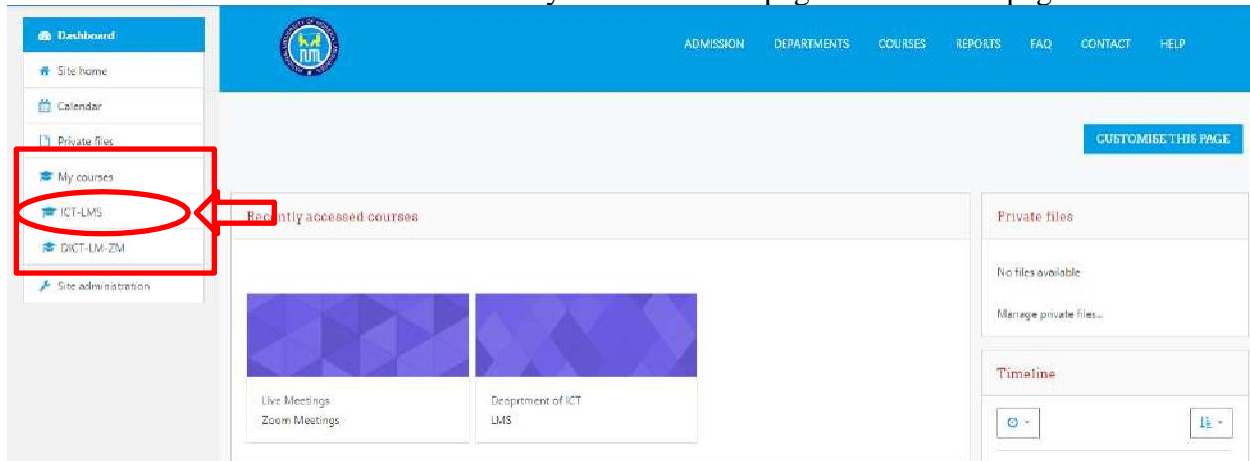 Dashboard
Site home
Calendar
Private files
My courses
ICT-LMS
DICT-LM-ZM
Site administration
ADMISSION DEPARTMENTS COURSES REPORTS FAQ CONTACT HELP
CUSTOMISE THIS PAGE
Recently accessed courses
Live Meetings
Zoom Meetings
Deaprtment of ICT
LMS
Private files
No files available
Manage private files...
Timeline